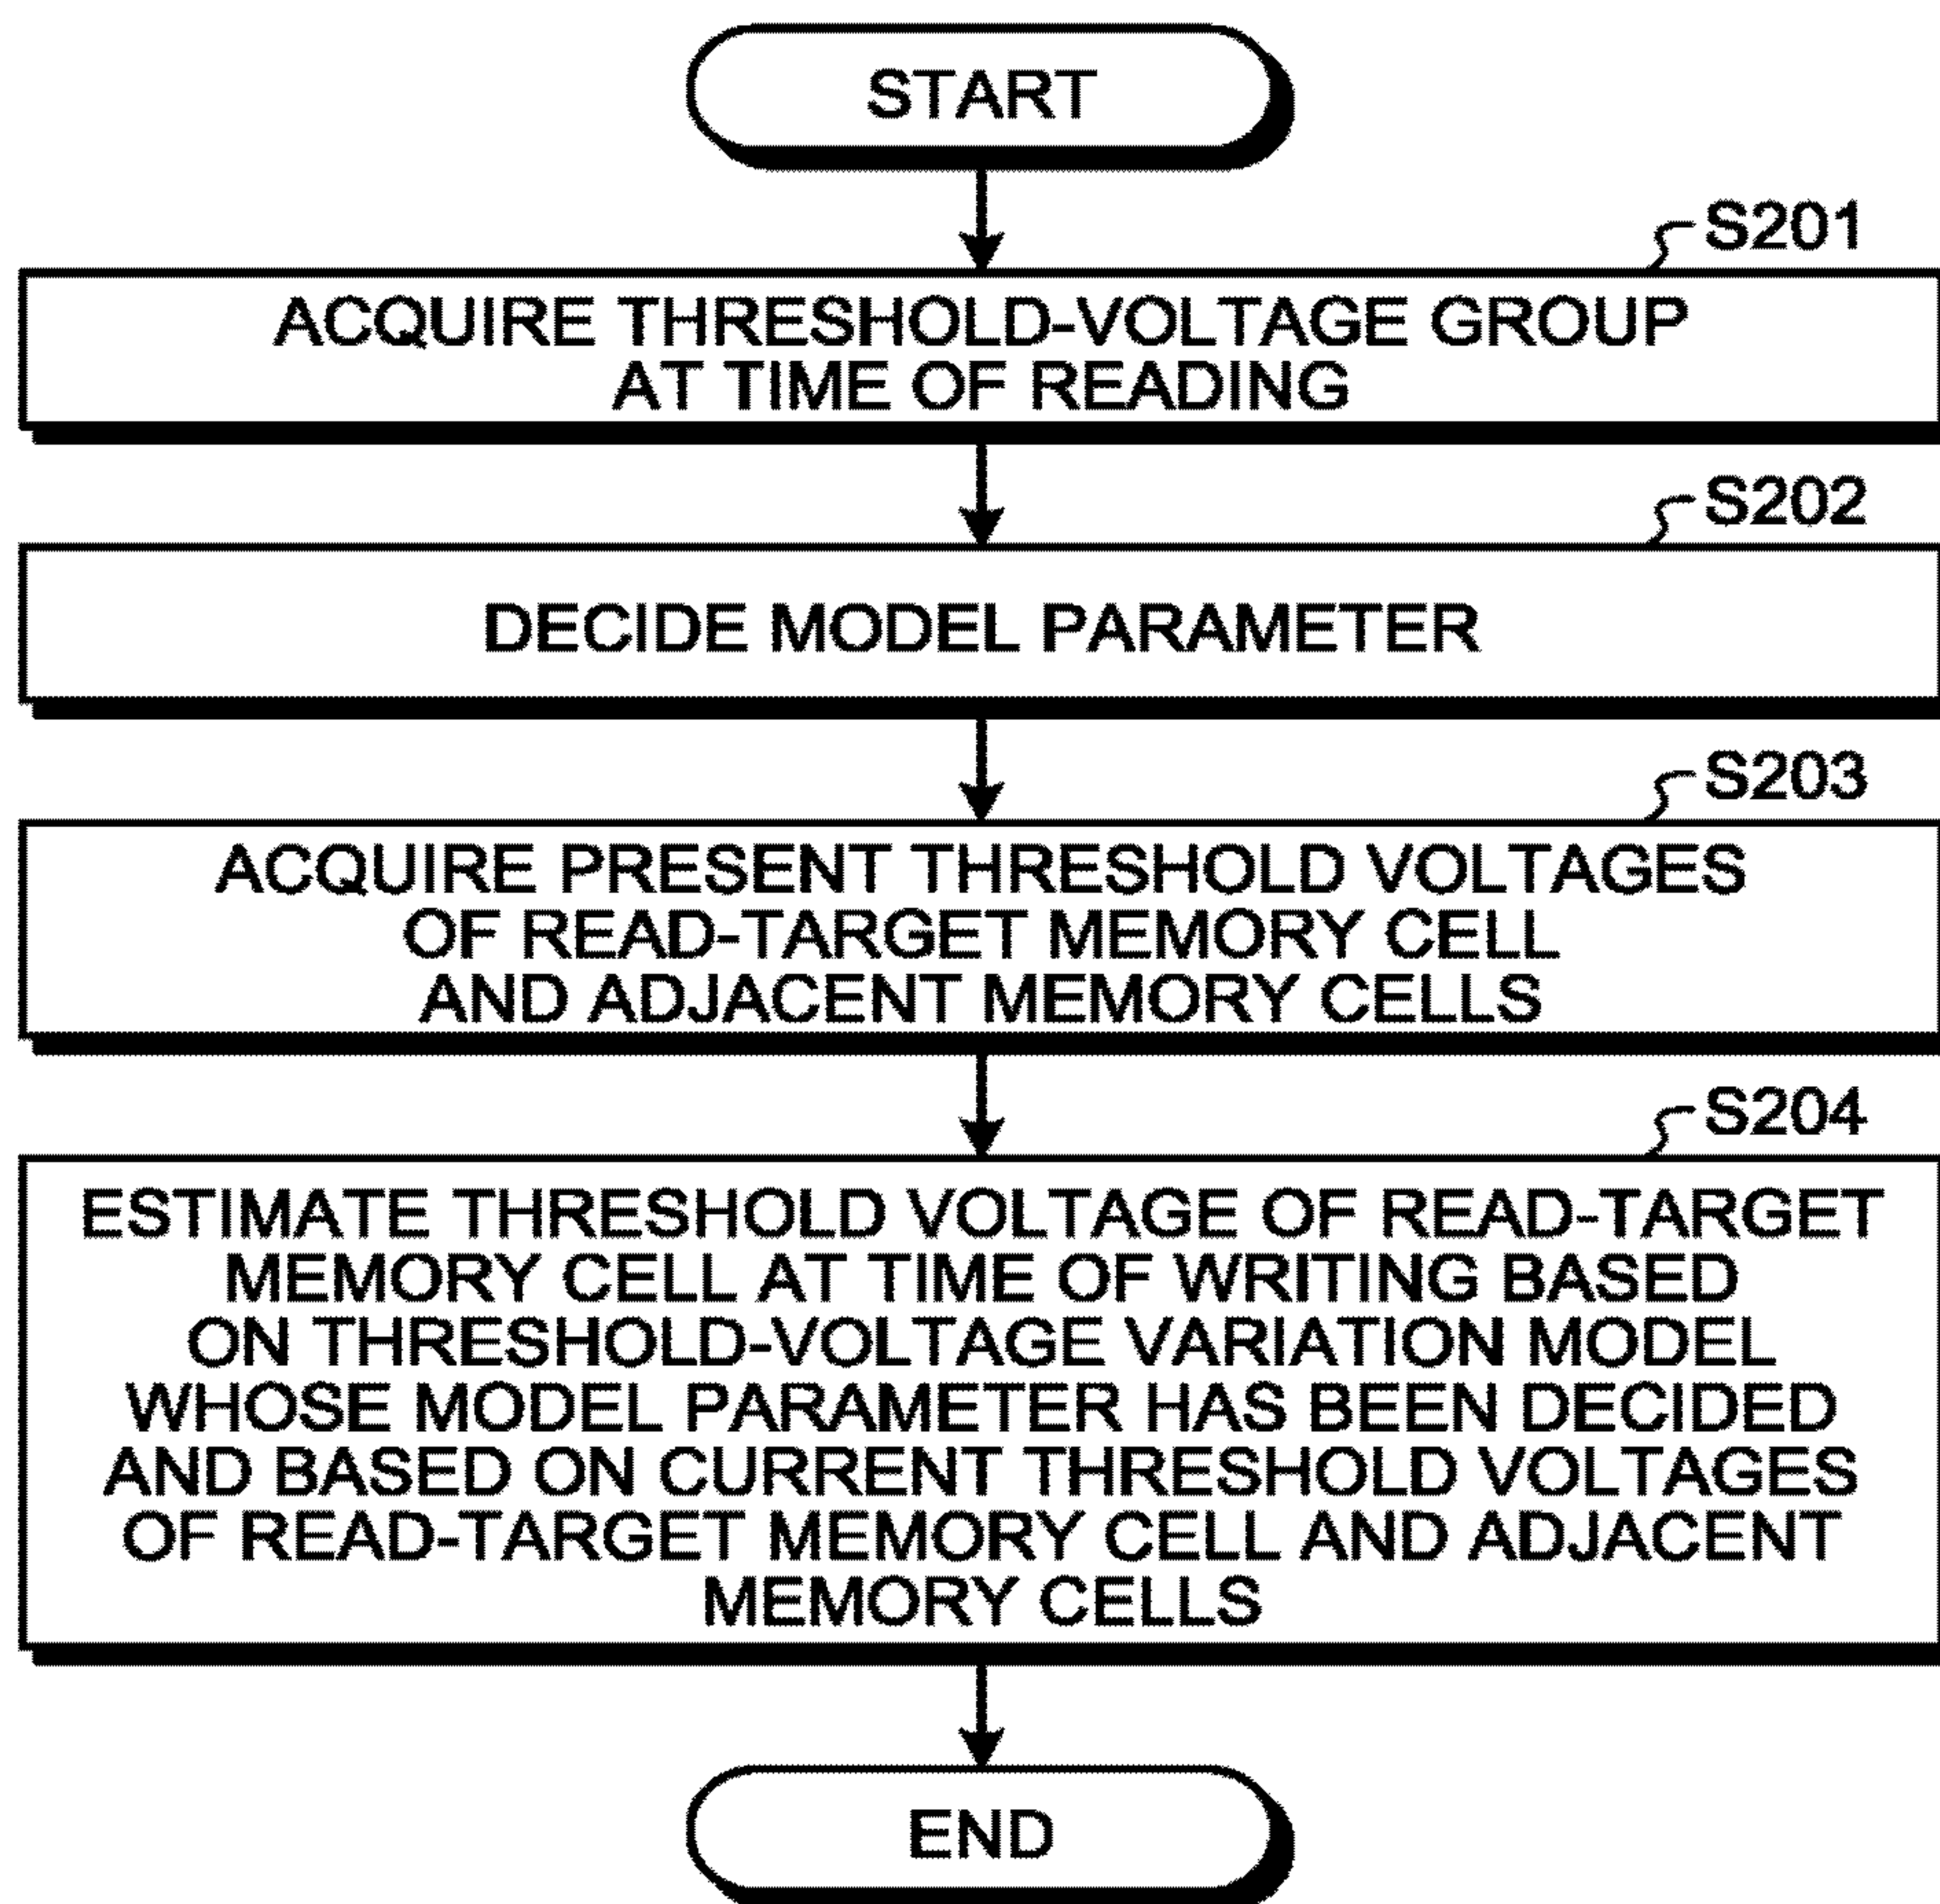 START
S201
ACQUIRE THRESHOLD-VOLTAGE GROUP
AT TIME OF READING
S202
DECIDE MODEL PARAMETER
S203
ACQUIRE PRESENT THRESHOLD VOLTAGES
OF READ-TARGET MEMORY CELL
AND ADJACENT MEMORY CELLS
S204
ESTIMATE THRESHOLD VOLTAGE OF READ-TARGET
MEMORY CELL AT TIME OF WRITING BASED
ON THRESHOLD-VOLTAGE VARIATION MODEL
WHOSE MODEL PARAMETER HAS BEEN DECIDED
AND BASED ON CURRENT THRESHOLD VOLTAGES
OF READ-TARGET MEMORY CELL AND ADJACENT
MEMORY CELLS
END